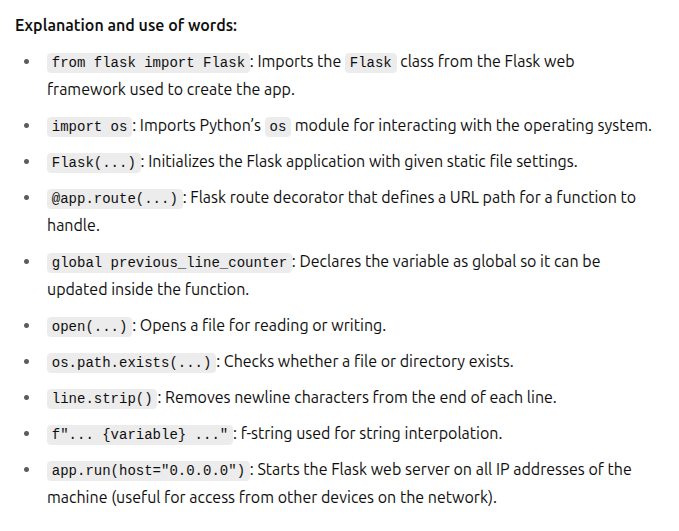 Explanation and use of words:
• from flask import Flask: Imports the Flask class from the Flask web
framework used to create the app.
• import os: Imports Python’s os module for interacting with the operating system.
• Flask(...): Initializes the Flask application with given static file settings.
• @app.route(...): Flask route decorator that defines a URL path for a function to
handle.
• global previous_line_counter: Declares the variable as global so it can be
updated inside the function.
• open(...): Opens a file for reading or writing.
• os.path.exists(...): Checks whether a file or directory exists.
• line.strip(): Removes newline characters from the end of each line.
• f"... {variable} ...": f-string used for string interpolation.
• app.run(host="0.0.0.0"): Starts the Flask web server on all IP addresses of the
machine (useful for access from other devices on the network).